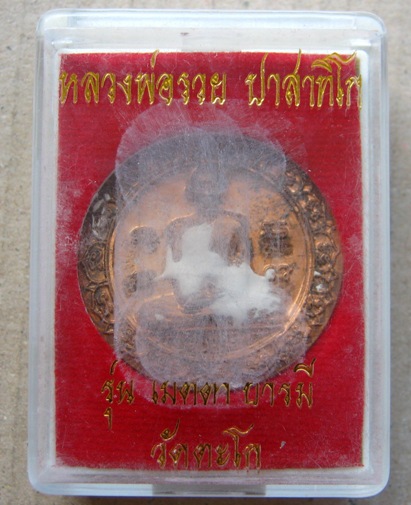 หลวงพ่อรวย ปาสาทิโก
รุ่น เมตตา บารมี
วัดตะโก